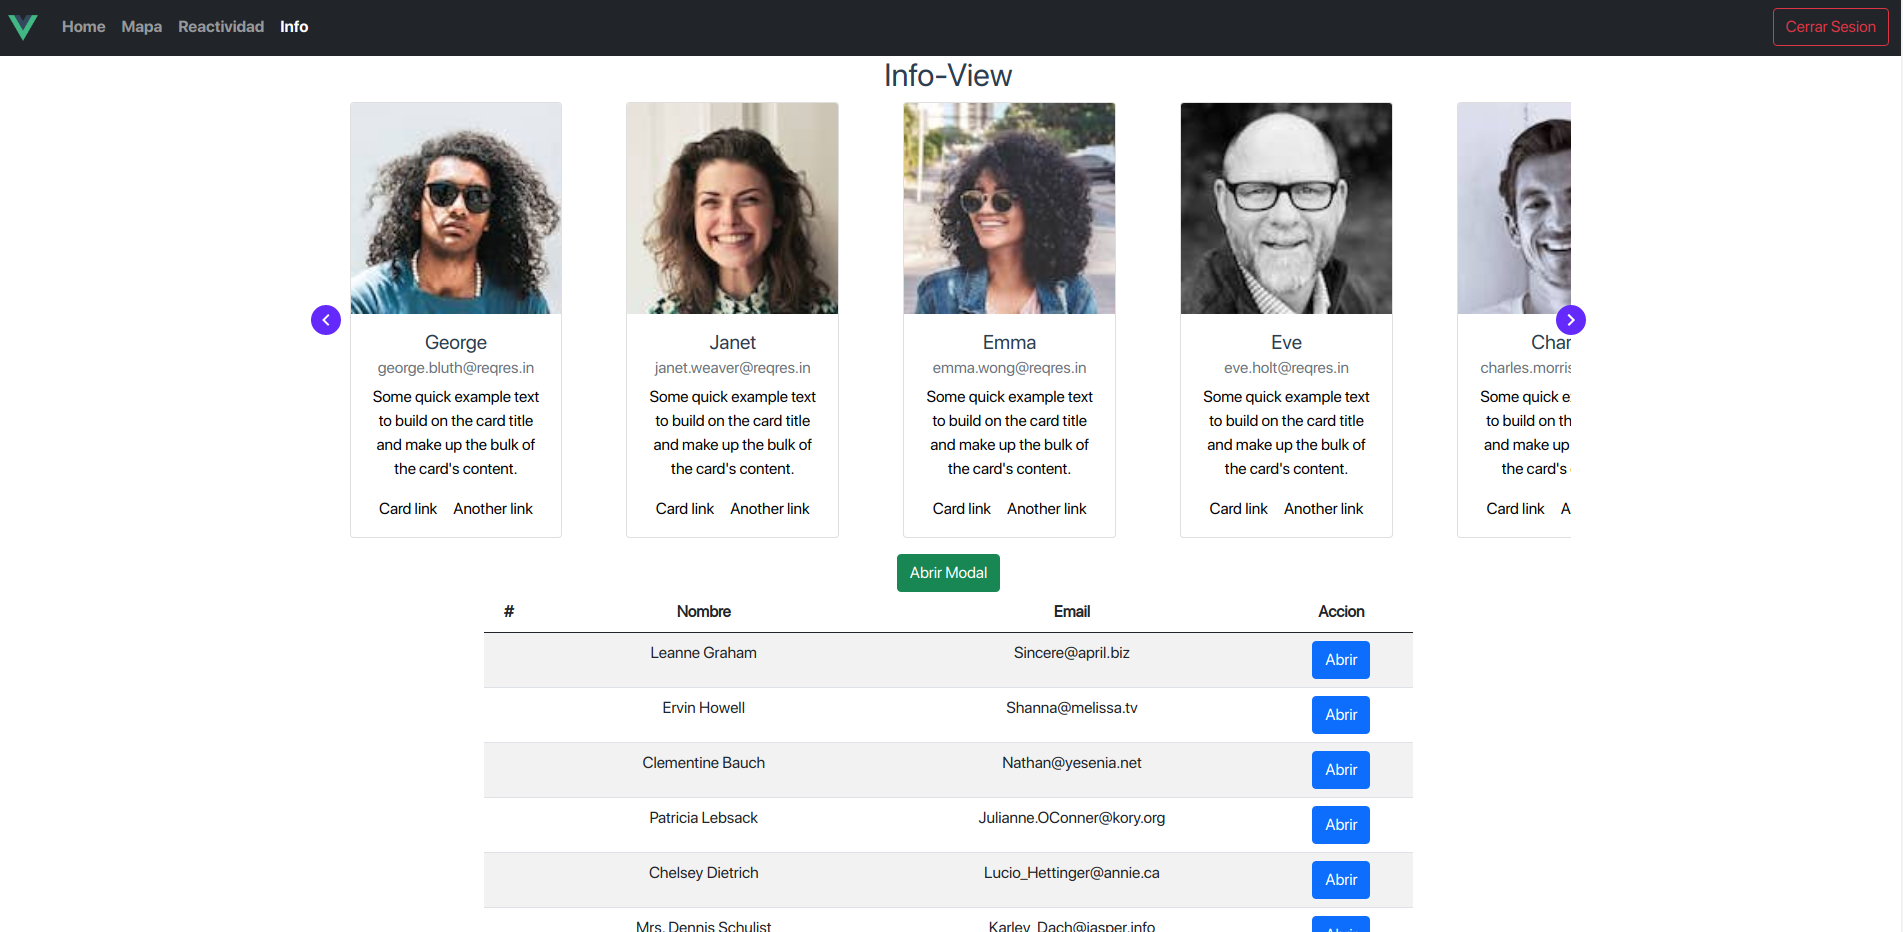 Home Mapa Reactividad Info Cerrar Sesion
Info-View
George
george.bluth@reqres.in
Some quick example text
to build on the card title
and make up the bulk of
the card's content.
Card link Another link
Janet
janet.weaver@reqres.in
Some quick example text
to build on the card title
and make up the bulk of
the card's content.
Card link Another link
Emma
emma.wong@reqres.in
Some quick example text
to build on the card title
and make up the bulk of
the card's content.
Card link Another link
Eve
eve.holt@reqres.in
Some quick example text
to build on the card title
and make up the bulk of
the card's content.
Card link Another link
Char
charles.morris
Some quick e
to build on th
and make up
the card's
Card link A
Abrir Modal
# Nombre Email Accion
Leanne Graham Sincere@april.biz Abrir
Ervin Howell Shanna@melissa.tv Abrir
Clementine Bauch Nathan@yesenia.net Abrir
Patricia Lebsack Julianne.OConner@kory.org Abrir
Chelsey Dietrich Lucio_Hettinger@annie.ca Abrir
Mrs. Dennis Schulist Karley_Dach@jasper.info Abrir